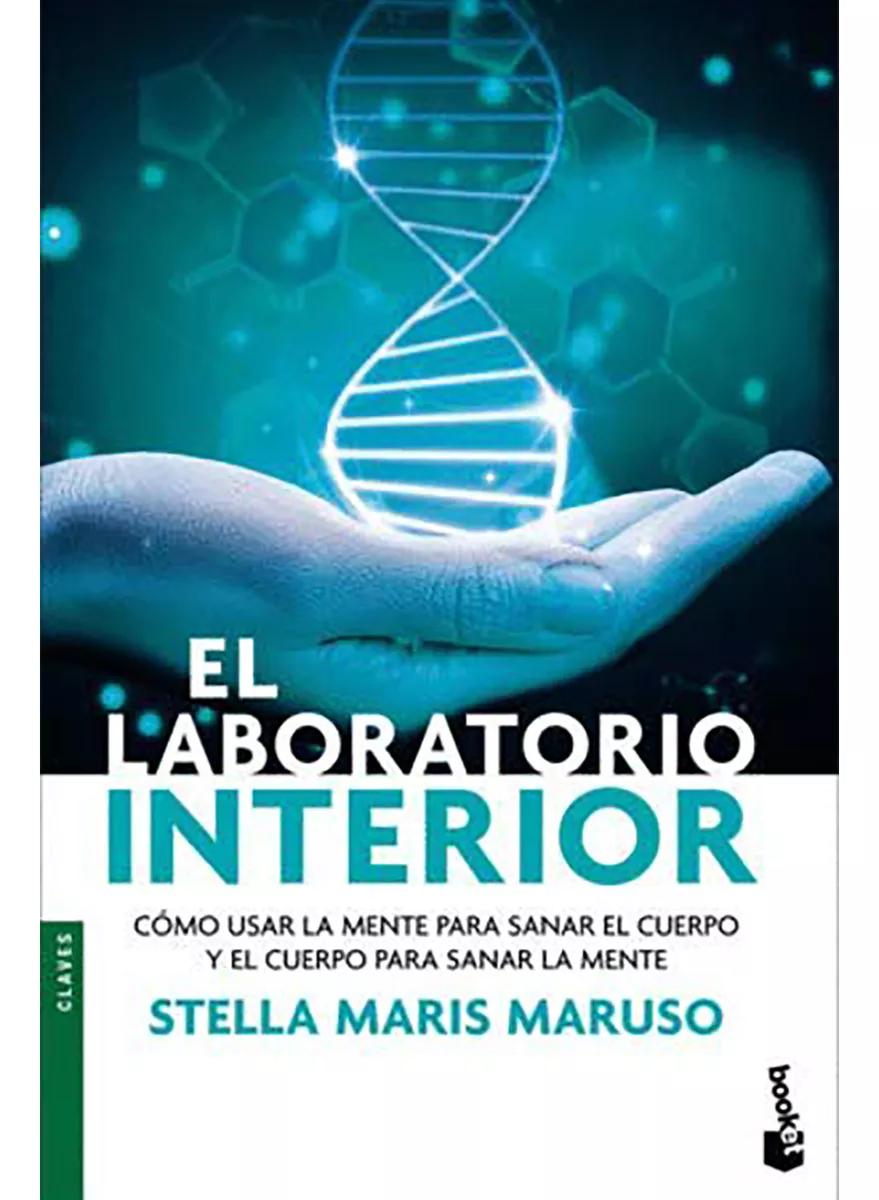 EL
LABORATORIO
INTERIOR
CÓMO USAR LA MENTE PARA SANAR EL CUERPO
Y EL CUERPO PARA SANAR LA MENTE
STELLA MARIS MARUSO
CLAVES
booket